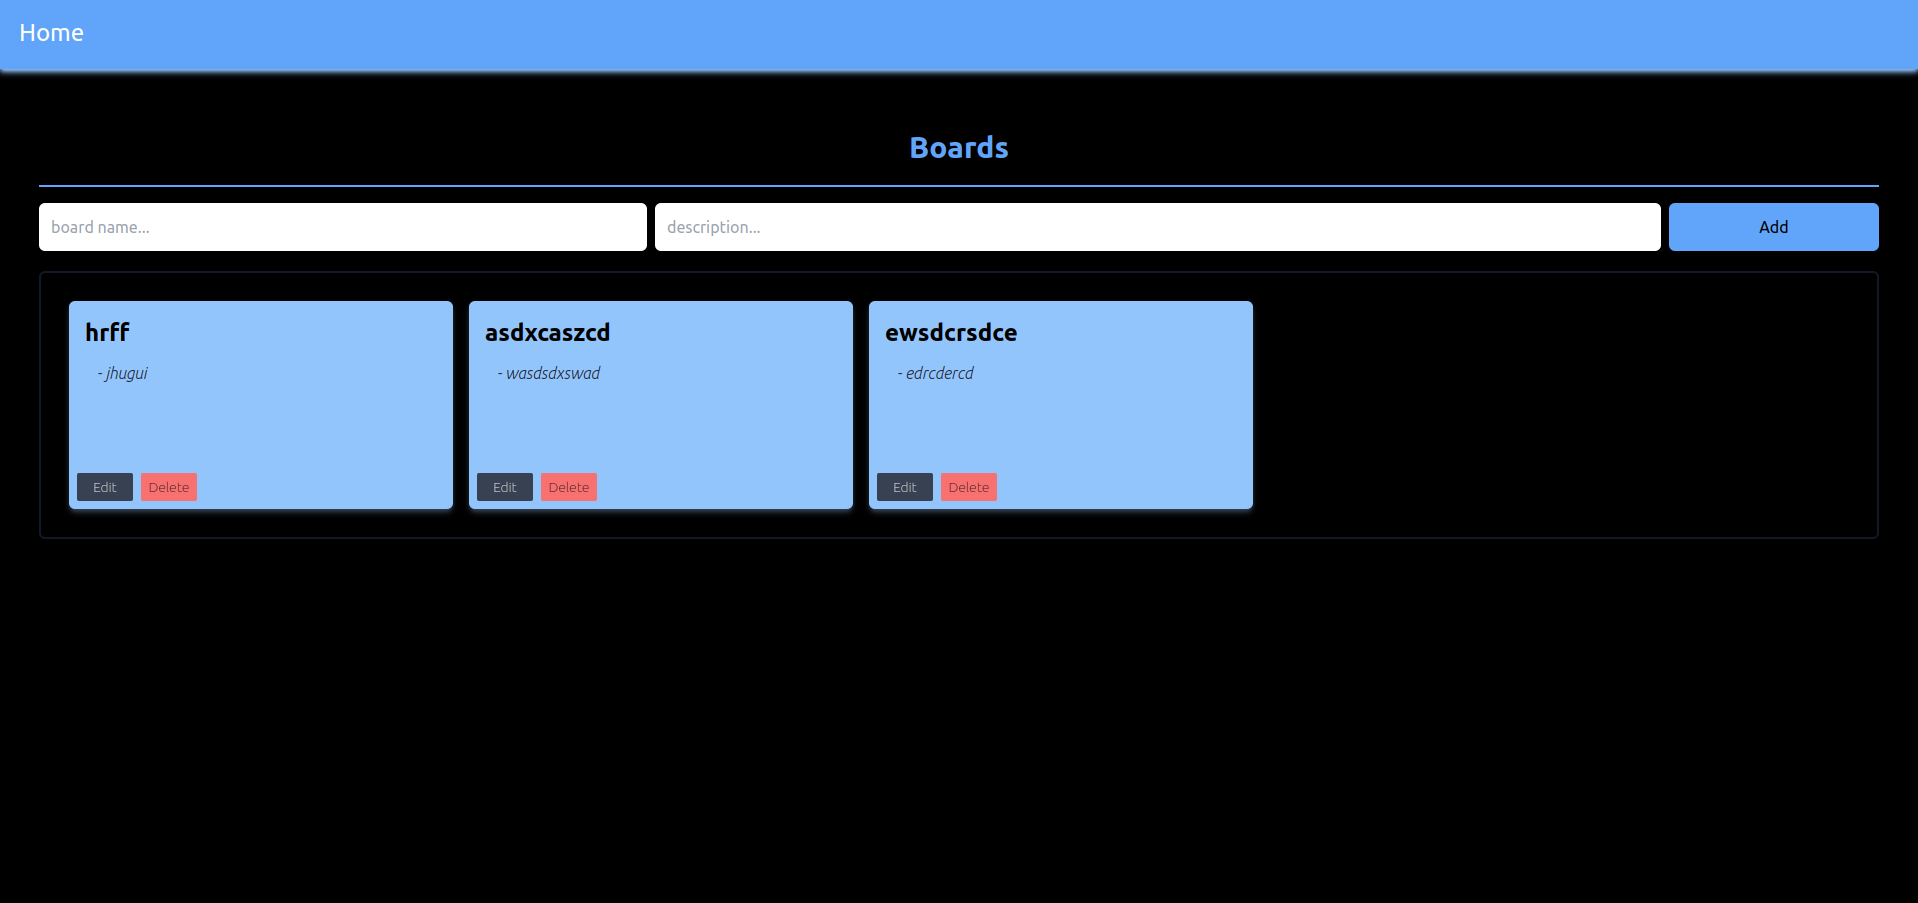 Home
Boards
board name...
description...
Add
hrff
- jhugui
Edit
Delete
asdxcaszcd
- wasdsdxswad
Edit
Delete
ewsdcrsdce
- edrcdercd
Edit
Delete